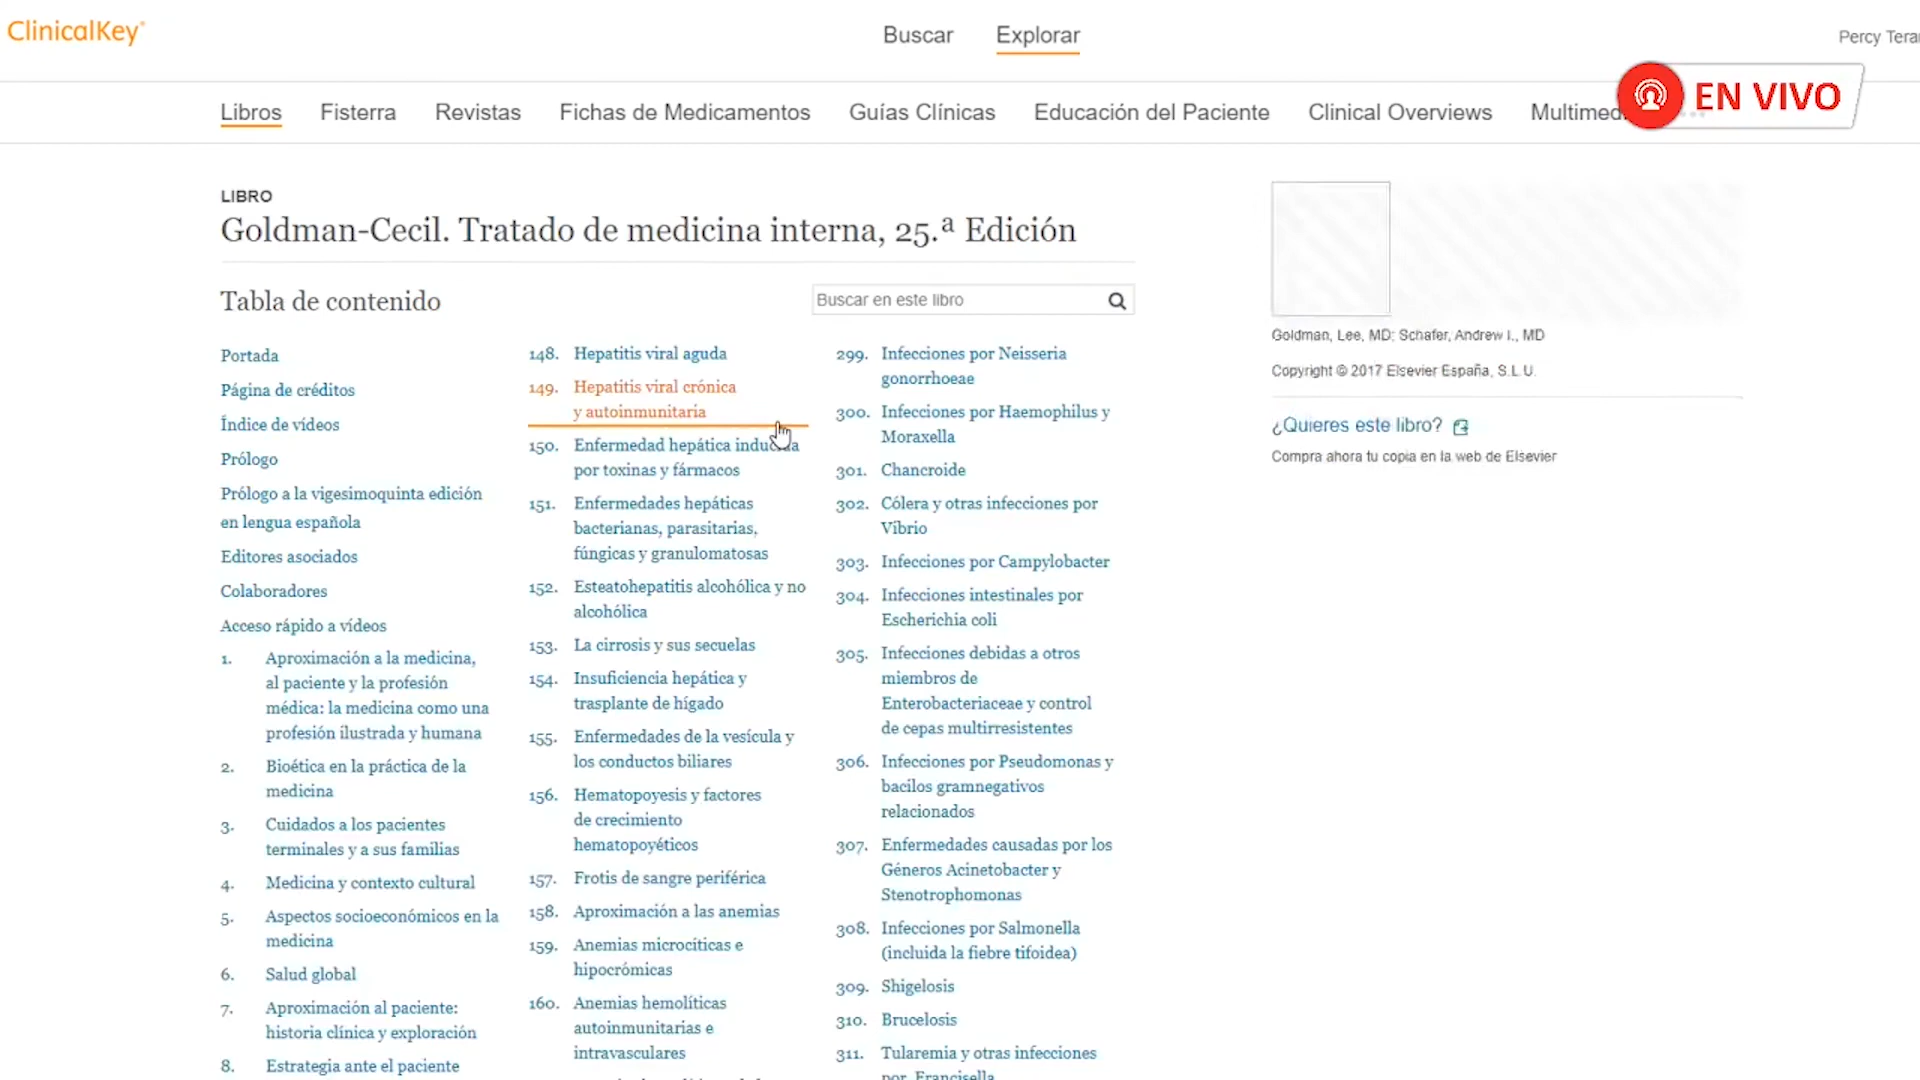 ClinicalKey®
Buscar
Explorar
Percy Tera
EN VIVO
Libros
Fisterra
Revistas
Fichas de Medicamentos
Guías Clínicas
Educación del Paciente
Clinical Overviews
Multimed
LIBRO
Goldman-Cecil. Tratado de medicina interna, 25.ª Edición
Tabla de contenido
Buscar en este libro
Portada
Página de créditos
Índice de vídeos
Prólogo
Prólogo a la vigesimoquinta edición
en lengua española
Editores asociados
Colaboradores
Acceso rápido a vídeos
1. Aproximación a la medicina,
al paciente y la profesión
médica: la medicina como una
profesión ilustrada y humana
2. Bioética en la práctica de la
medicina
3. Cuidados a los pacientes
terminales y a sus familias
4. Medicina y contexto cultural
5. Aspectos socioeconómicos en la
medicina
6. Salud global
7. Aproximación al paciente:
historia clínica y exploración
8. Estrategia ante el paciente
148. Hepatitis viral aguda
149. Hepatitis viral crónica
y autoinmunitaria
150. Enfermedad hepática inducida
por toxinas y fármacos
151. Enfermedades hepáticas
bacterianas, parasitarias,
fúngicas y granulomatosas
152. Esteatohepatitis alcohólica y no
alcohólica
153. La cirrosis y sus secuelas
154. Insuficiencia hepática y
trasplante de hígado
155. Enfermedades de la vesícula y
los conductos biliares
156. Hematopoyesis y factores
de crecimiento
hematopoyéticos
157. Frotis de sangre periférica
158. Aproximación a las anemias
159. Anemias microcíticas e
hipocrómicas
160. Anemias hemolíticas
autoinmunitarias e
intravasculares
299. Infecciones por Neisseria
gonorrhoeae
300. Infecciones por Haemophilus y
Moraxella
301. Chancroide
302. Cólera y otras infecciones por
Vibrio
303. Infecciones por Campylobacter
304. Infecciones intestinales por
Escherichia coli
305. Infecciones debidas a otros
miembros de
Enterobacteriaceae y control
de cepas multirresistentes
306. Infecciones por Pseudomonas y
bacilos gramnegativos
relacionados
307. Enfermedades causadas por los
Géneros Acinetobacter y
Stenotrophomonas
308. Infecciones por Salmonella
(incluida la fiebre tifoidea)
309. Shigelosis
310. Brucelosis
311. Tularemia y otras infecciones
por Francisella
Goldman, Lee, MD; Schafer, Andrew I., MD
Copyright © 2017 Elsevier España, S.L.U.
¿Quieres este libro?
Compra ahora tu copia en la web de Elsevier